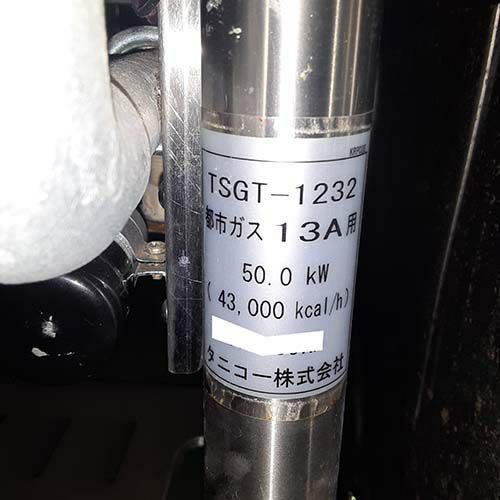 TSGT-1232
都市ガス 13A用
50.0 kW
( 43,000 kcal/h)
タニコー株式会社